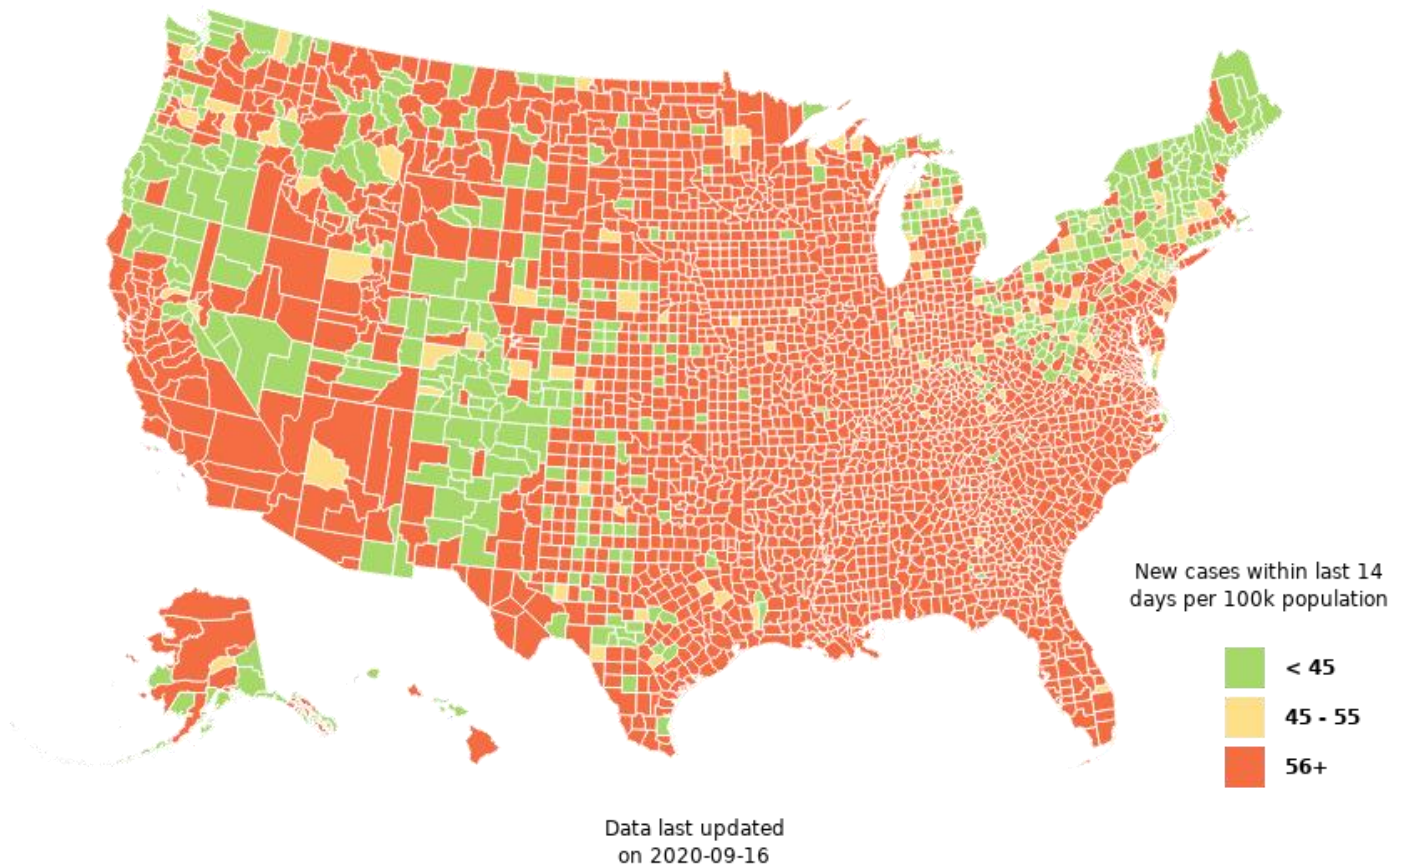 New cases within last 14
days per 100k population
< 45
45 - 55
56+
Data last updated
on 2020-09-16